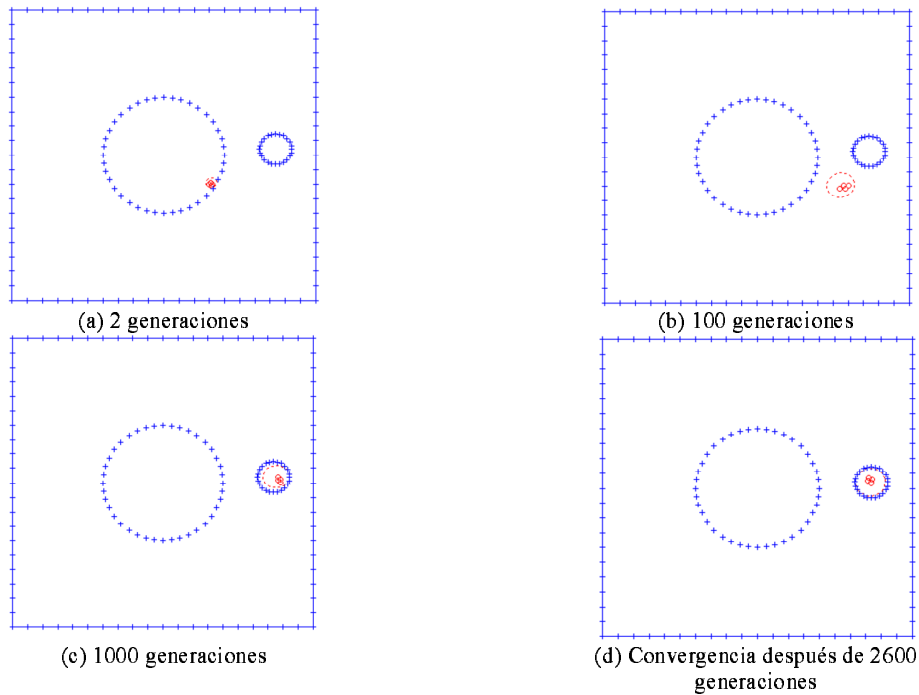 (a) 2 generaciones
(b) 100 generaciones
(c) 1000 generaciones
(d) Convergencia después de 2600
generaciones